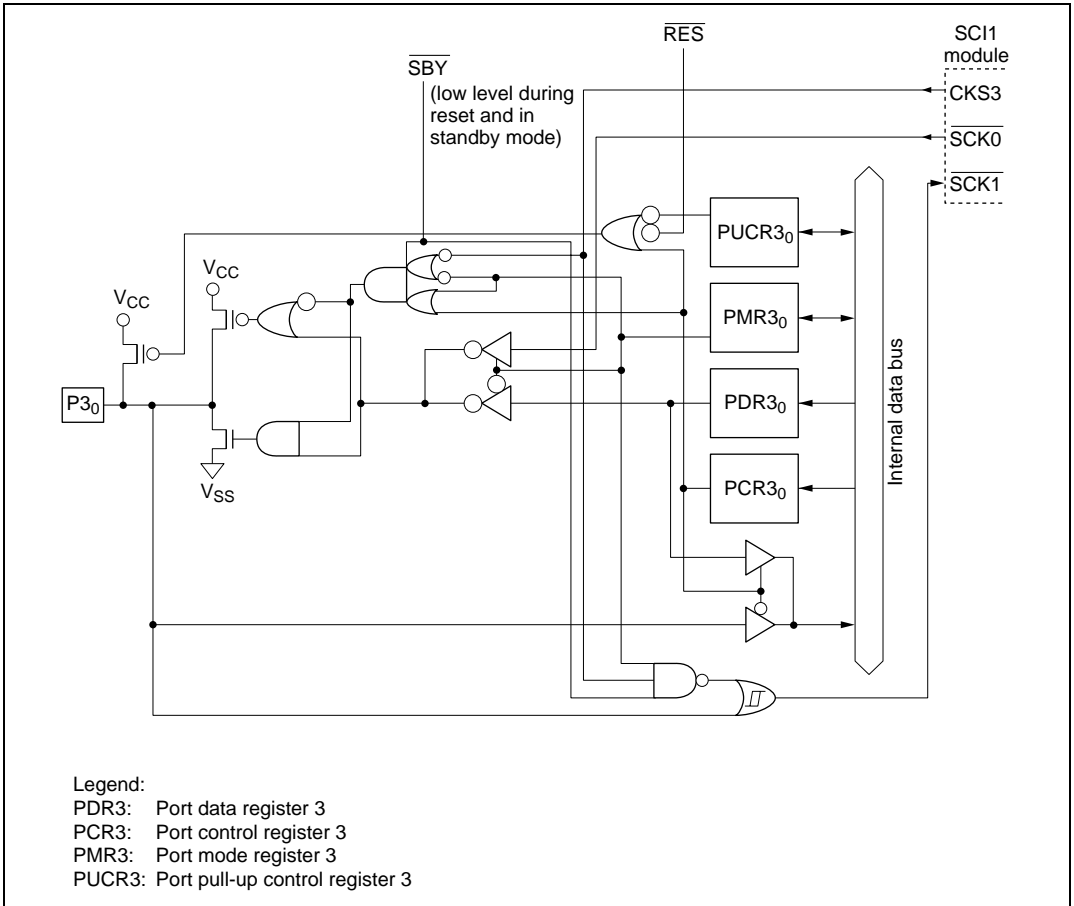 RES
SCI1
module
SBY
(low level during
reset and in
standby mode)
CKS3
SCK0
SCK1
PUCR3₀
VCC
VCC
PMR3₀
P3₀
PDR3₀
VSS
PCR3₀
Internal data bus
Legend:
PDR3: Port data register 3
PCR3: Port control register 3
PMR3: Port mode register 3
PUCR3: Port pull-up control register 3